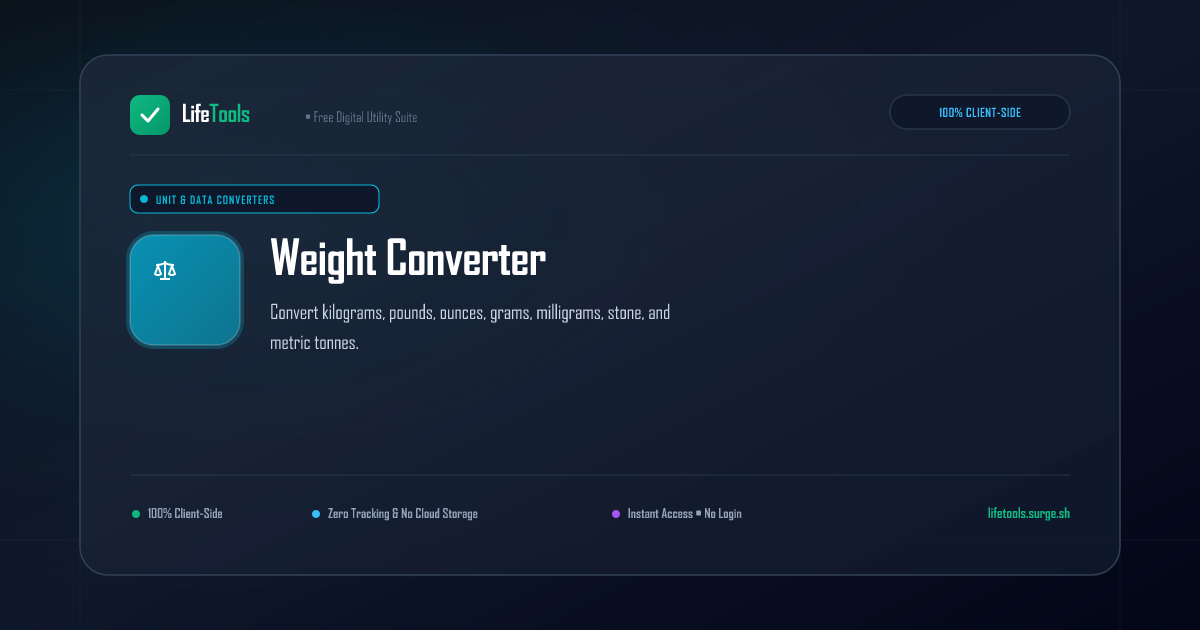 LifeTools
▪ Free Digital Utility Suite
100% CLIENT-SIDE
UNIT & DATA CONVERTERS
Weight Converter
Convert kilograms, pounds, ounces, grams, milligrams, stone, and
metric tonnes.
100% Client-Side
Zero Tracking & No Cloud Storage
Instant Access ▪ No Login
lifetools.surge.sh